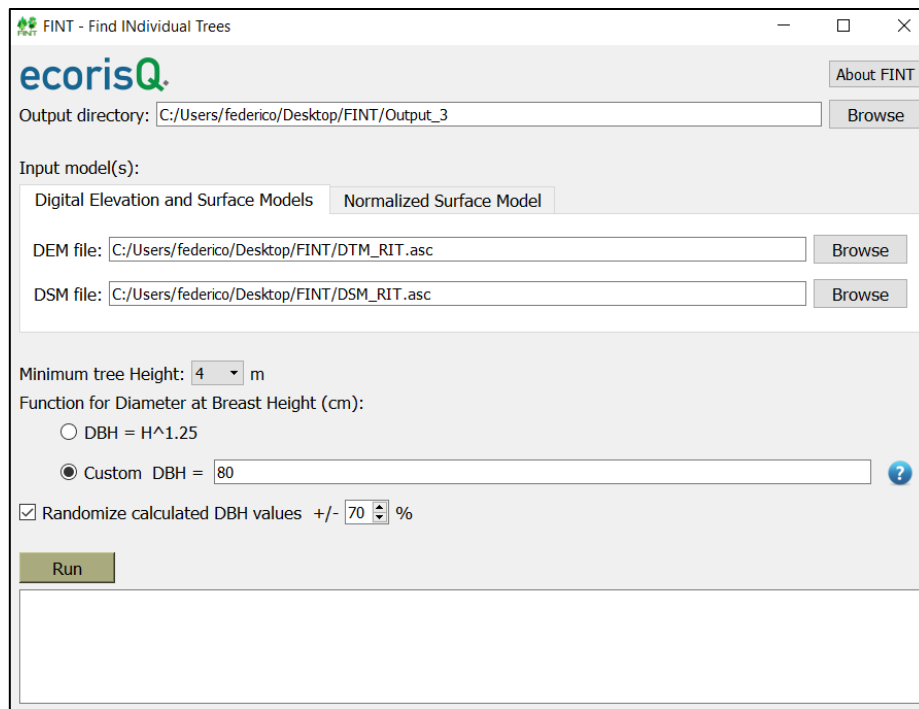 FINT - Find INdividual Trees
ecorisQ
About FINT
Output directory: C:/Users/federico/Desktop/FINT/Output_3 Browse
Input model(s):
Digital Elevation and Surface Models Normalized Surface Model
DEM file: C:/Users/federico/Desktop/FINT/DTM_RIT.asc Browse
DSM file: C:/Users/federico/Desktop/FINT/DSM_RIT.asc Browse
Minimum tree Height: 4 m
Function for Diameter at Breast Height (cm):
DBH = H^1.25
Custom DBH = 80 ?
Randomize calculated DBH values +/- 70 %
Run